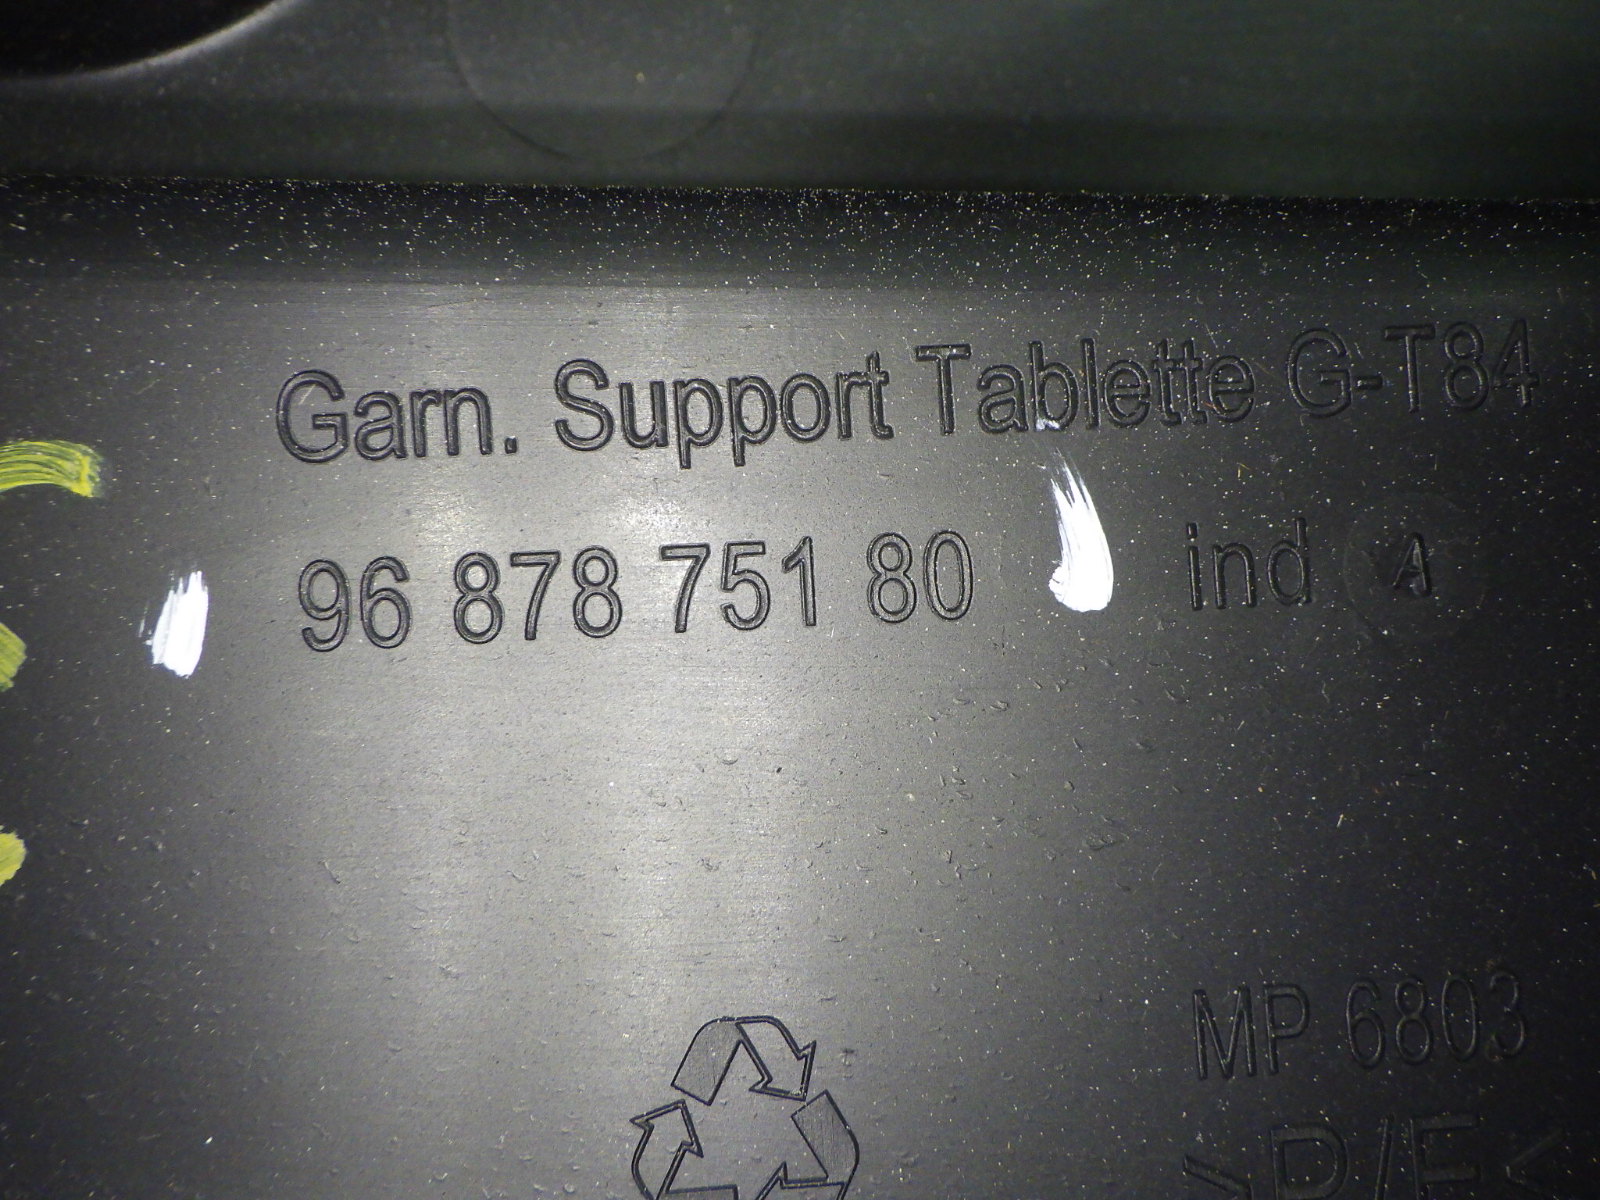 Garn. Support Tablette G-T84
96 878 751 80 ind A
MP 6803